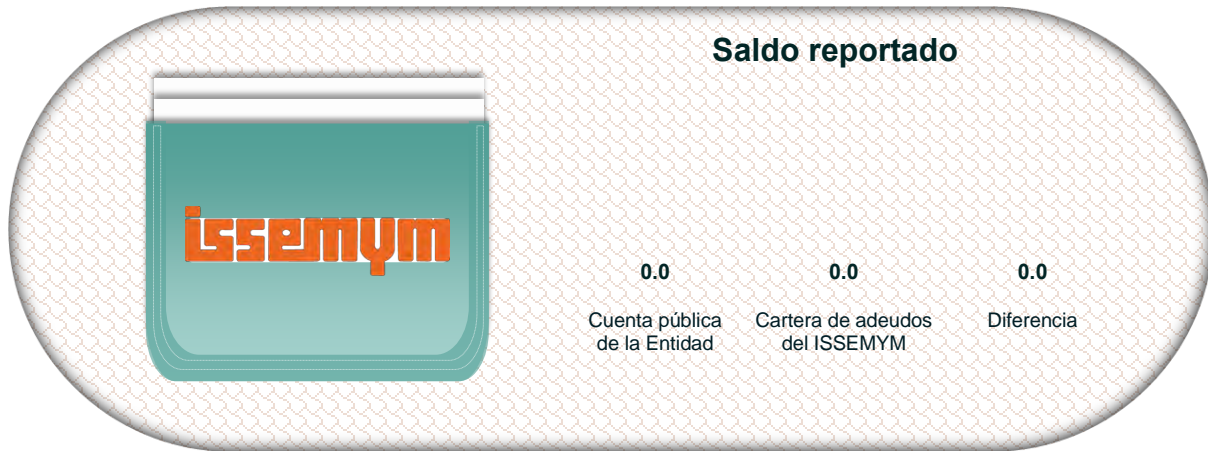 Saldo reportado
issemym
0.0
0.0
0.0
Cuenta pública
de la Entidad
Cartera de adeudos
del ISSEMYM
Diferencia